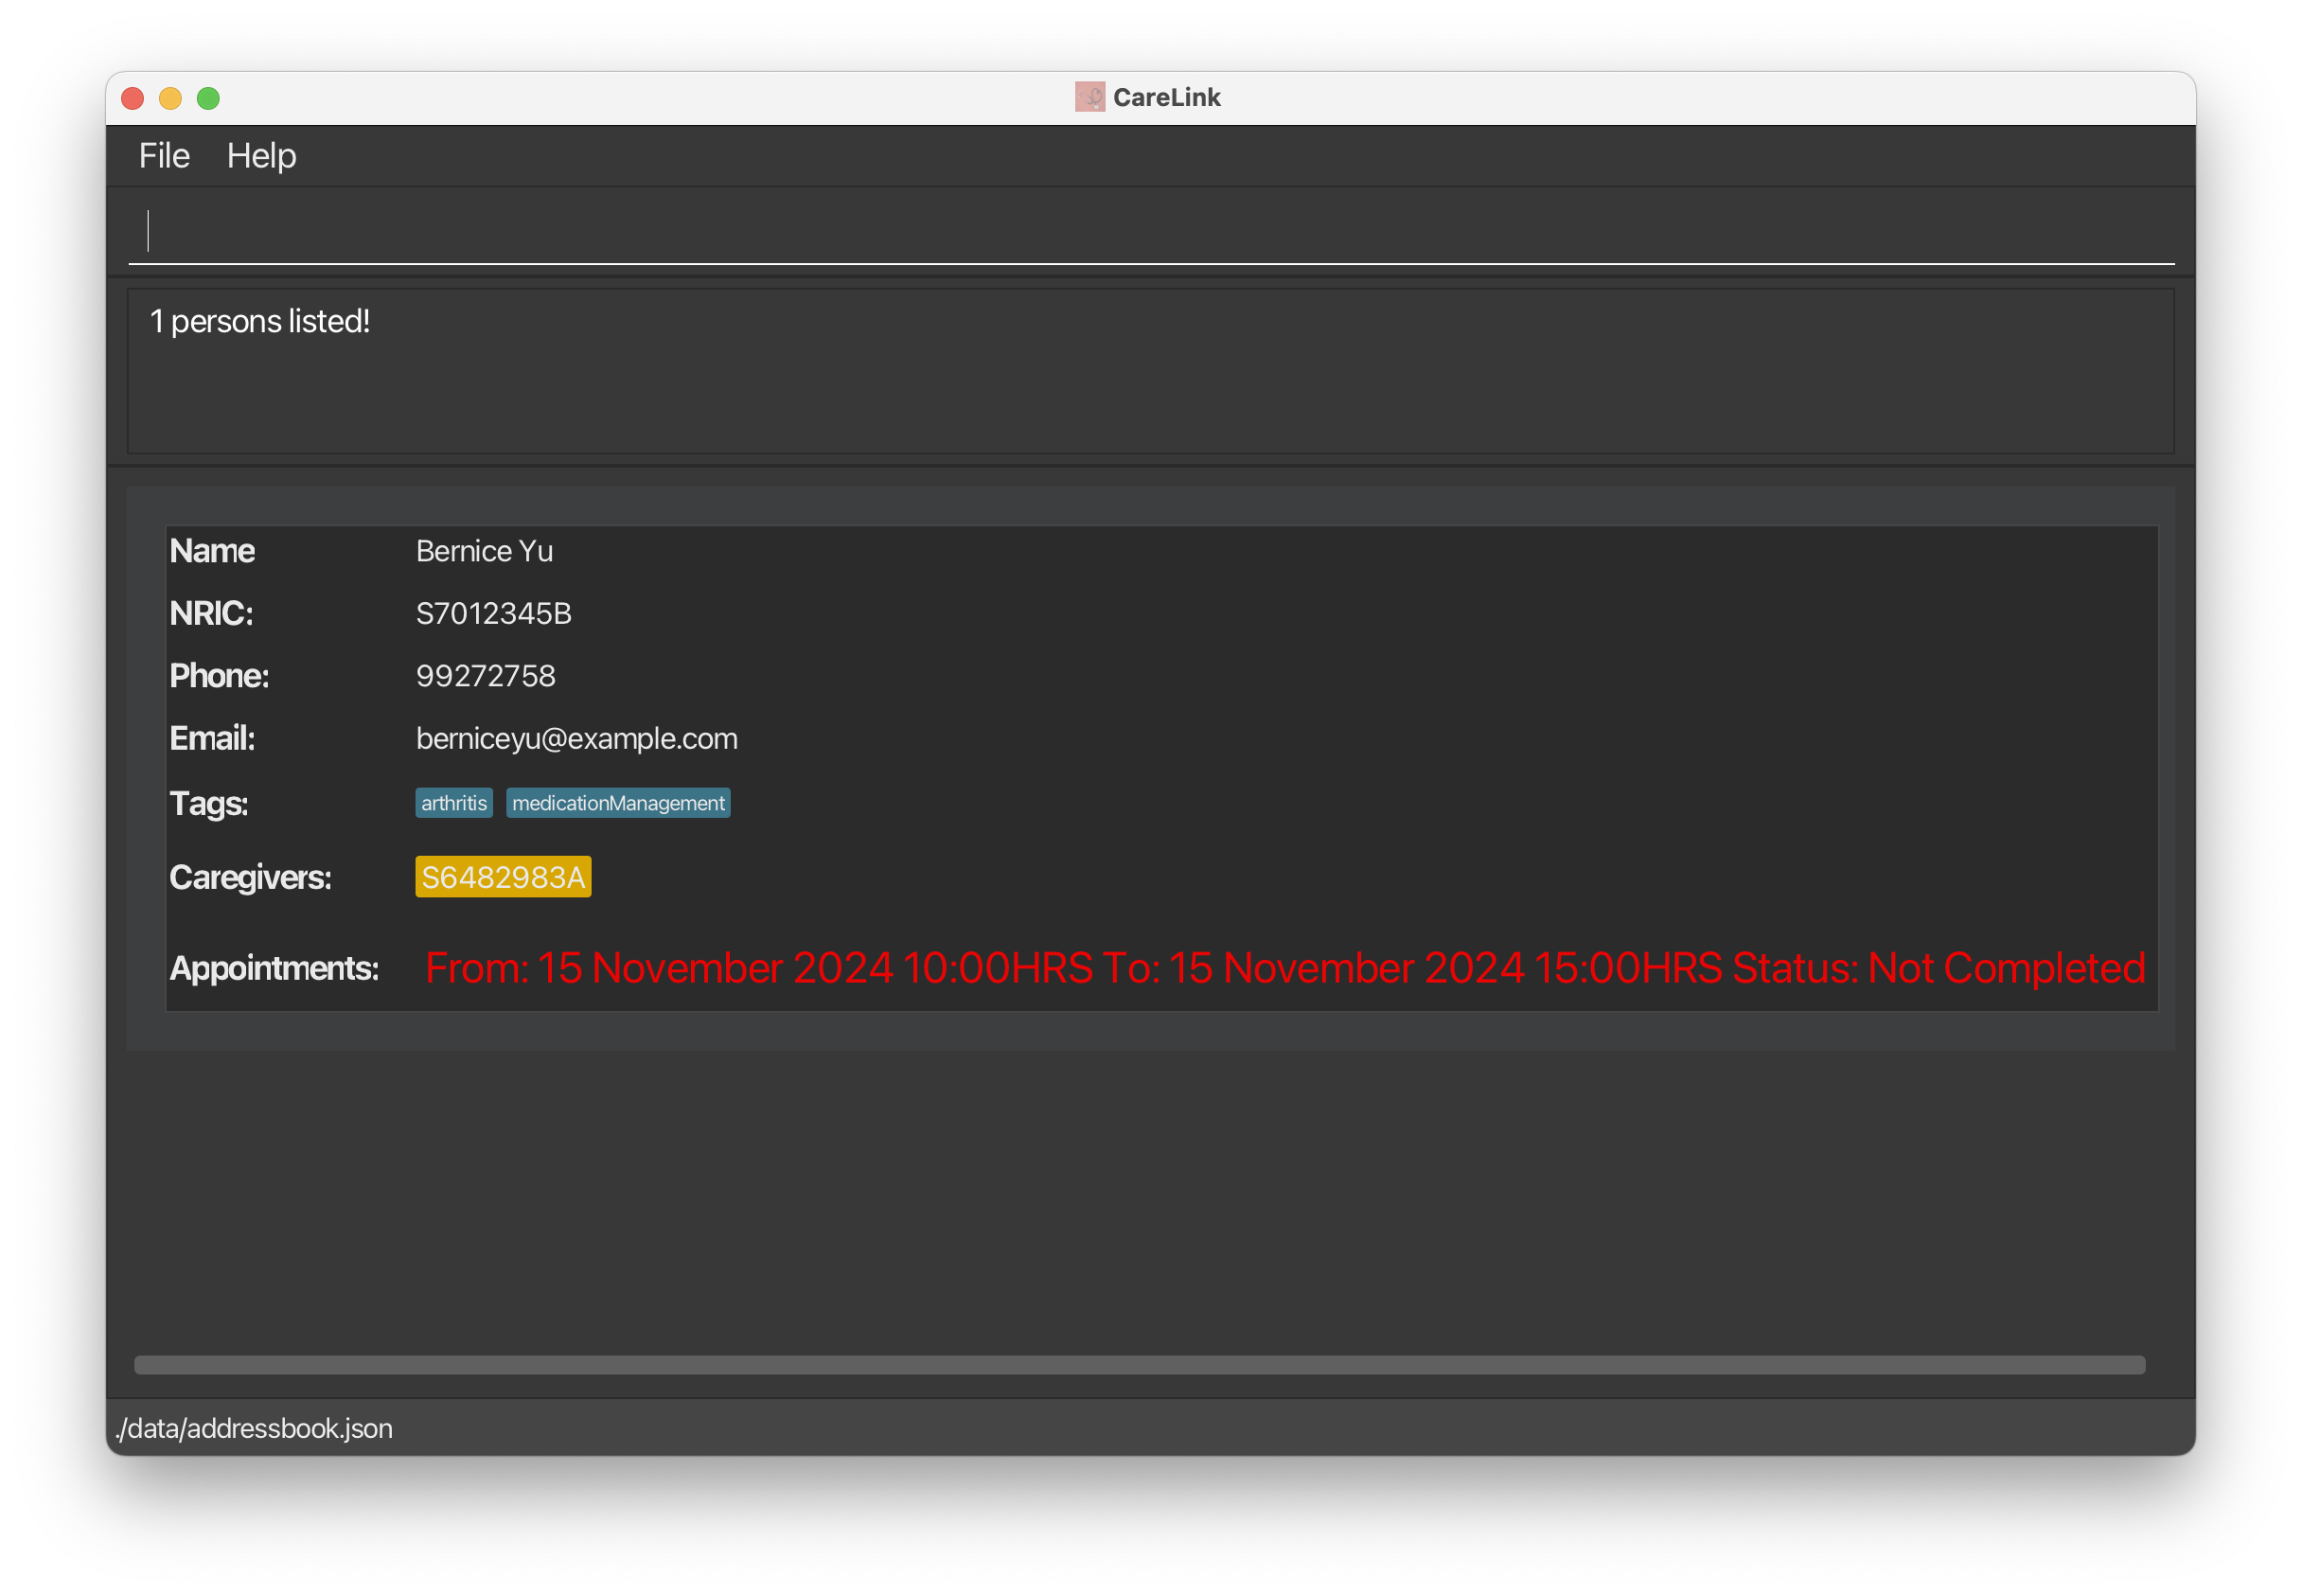 CareLink
File Help
1 persons listed!
Name Bernice Yu
NRIC: S7012345B
Phone: 99272758
Email: berniceyu@example.com
Tags: arthritis medicationManagement
Caregivers: S6482983A
Appointments: From: 15 November 2024 10:00HRS To: 15 November 2024 15:00HRS Status: Not Completed
./data/addressbook.json